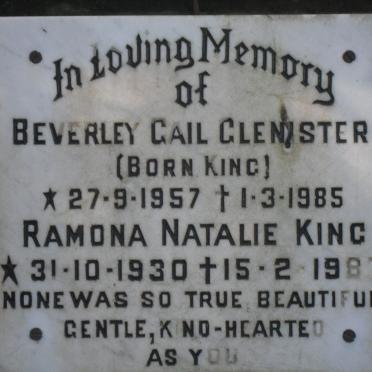 In Loving Memory
of
BEVERLEY GAIL GLENISTER
(BORN KING)
★ 27-9-1957 † 1-3-1985
RAMONA NATALIE KING
★ 31-10-1930 † 15-2-198
NONE WAS SO TRUE BEAUTIFUL
GENTLE, KIND-HEARTED
AS YOU